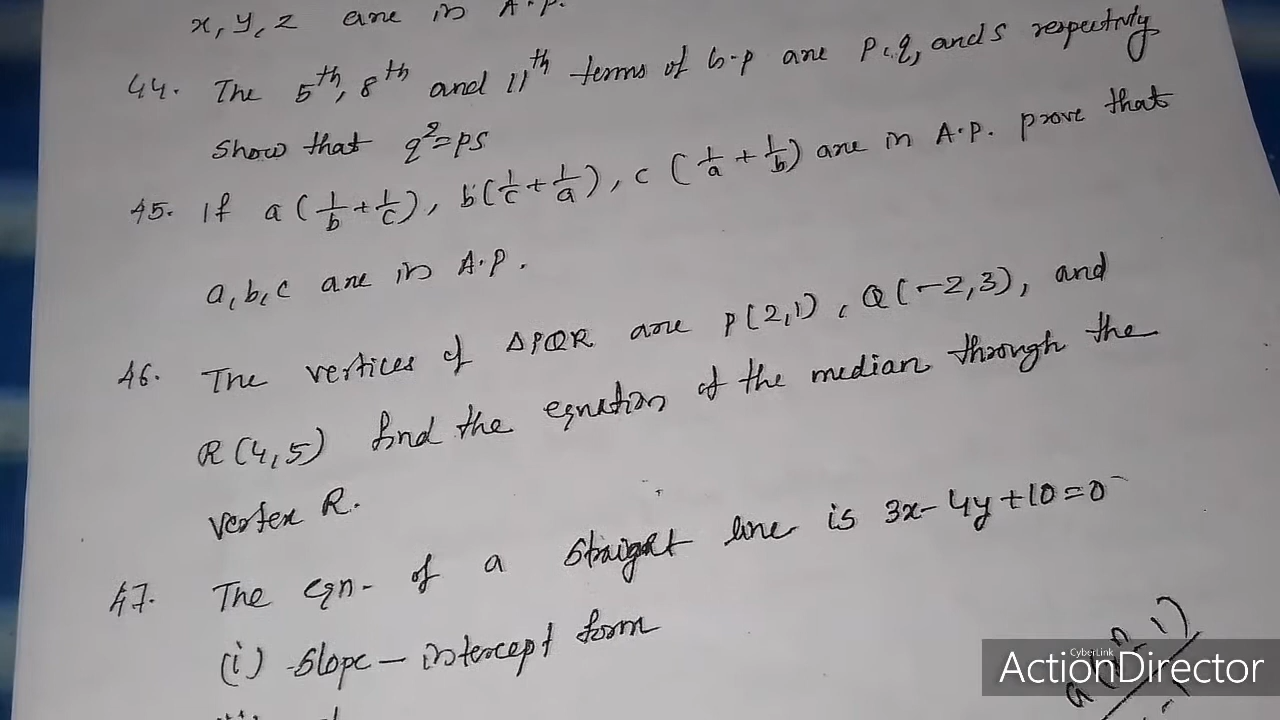 x, y, z are in A.P.
44. The 5th, 8th and 11th terms of G.p are P, q, and s respectively
show that q²=ps
45. If a(1/b + 1/c), b(1/c + 1/a), c(1/a + 1/b) are in A.P. prove that
a, b, c are in A.P.
46. The vertices of ΔPQR are P(2,1), Q(-2,3), and
R(4,5) find the equation of the median through the
vertex R.
47. The eqn. of a straight line is 3x-4y+10=0
(i) slope-intercept form
CyberLink
ActionDirector